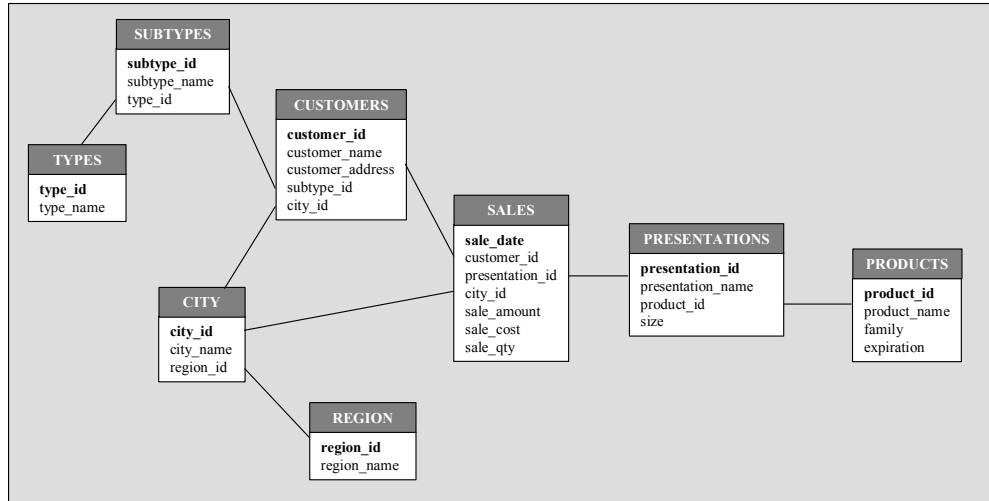 SUBTYPES
subtype_id
subtype_name
type_id
TYPES
type_id
type_name
CUSTOMERS
customer_id
customer_name
customer_address
subtype_id
city_id
CITY
city_id
city_name
region_id
REGION
region_id
region_name
SALES
sale_date
customer_id
presentation_id
city_id
sale_amount
sale_cost
sale_qty
PRESENTATIONS
presentation_id
presentation_name
product_id
size
PRODUCTS
product_id
product_name
family
expiration